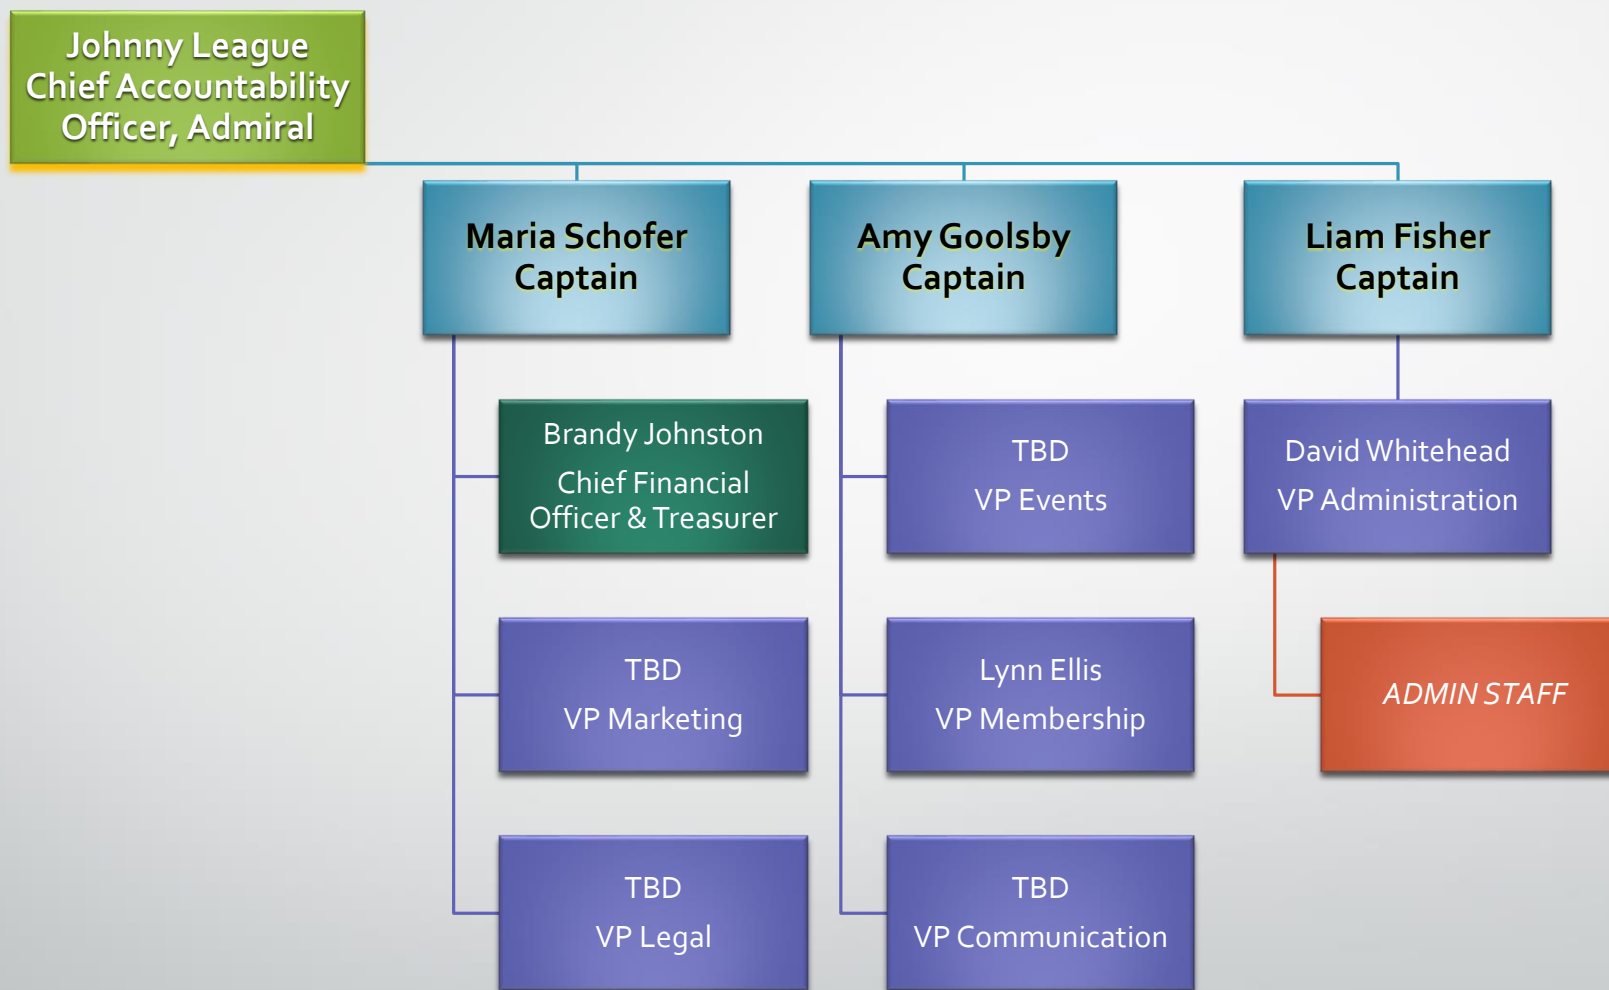 Johnny League
Chief Accountability
Officer, Admiral
Maria Schofer
Captain
Amy Goolsby
Captain
Liam Fisher
Captain
Brandy Johnston
Chief Financial
Officer & Treasurer
TBD
VP Events
David Whitehead
VP Administration
TBD
VP Marketing
Lynn Ellis
VP Membership
ADMIN STAFF
TBD
VP Legal
TBD
VP Communication